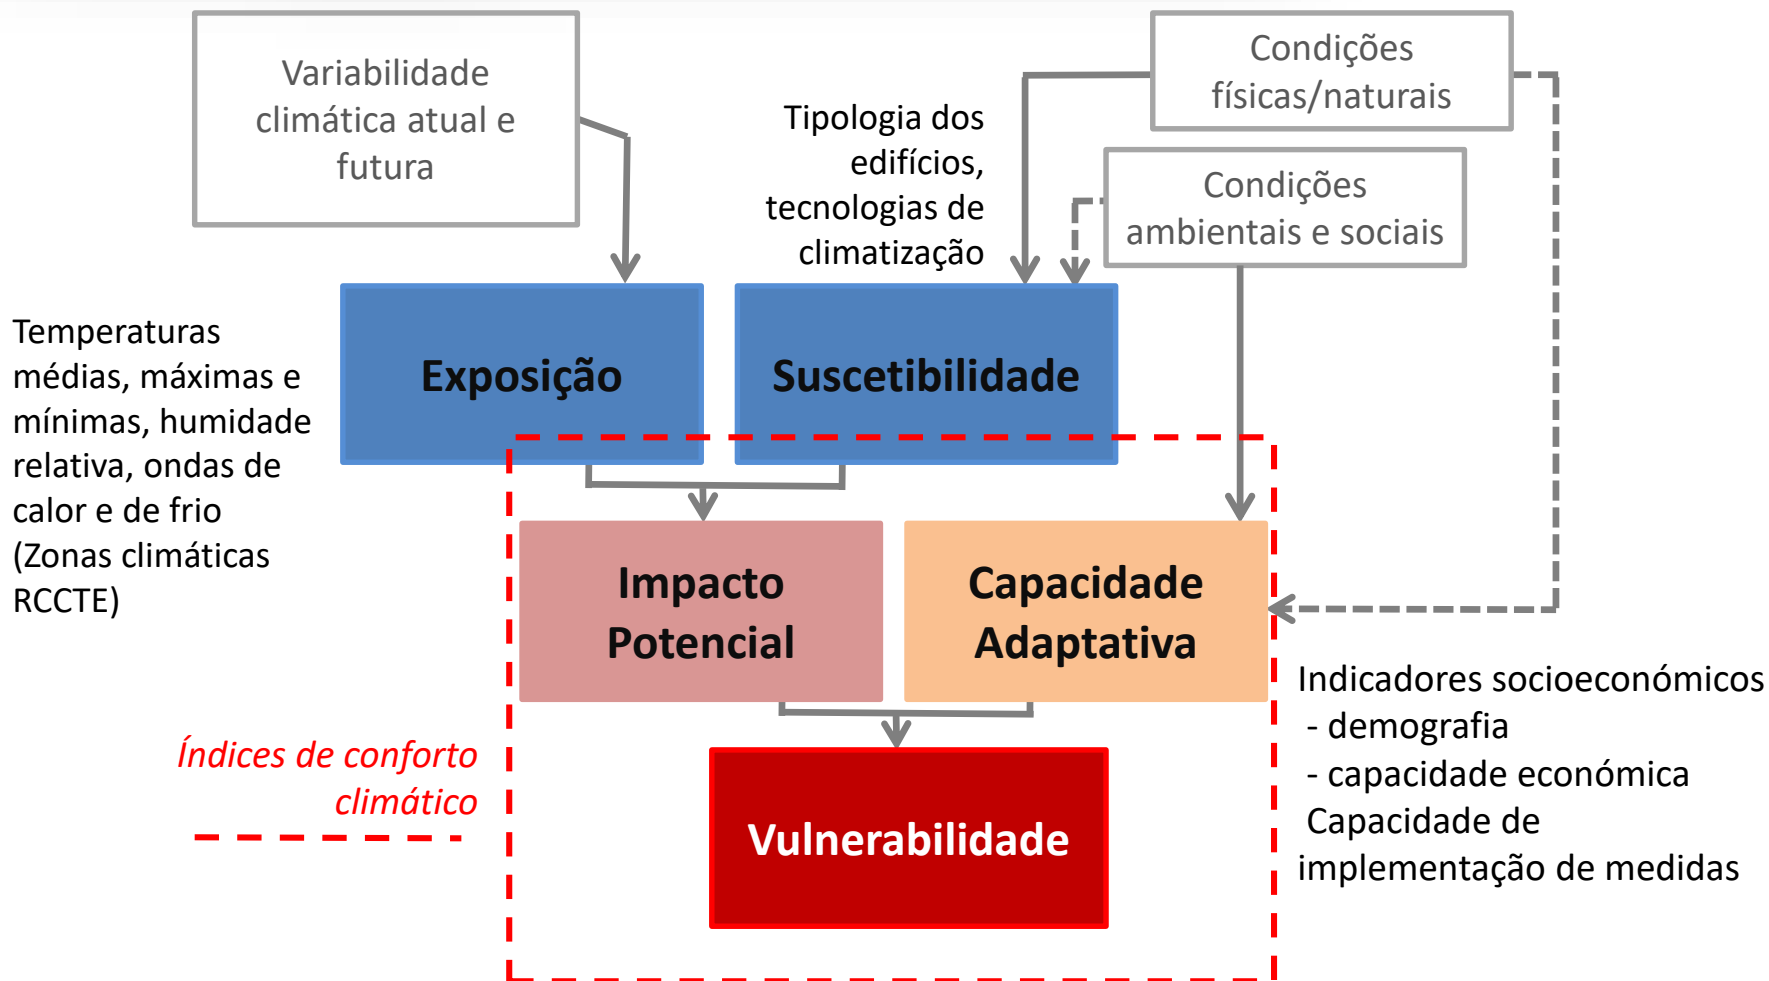 Variabilidade
climática atual e
futura
Condições
físicas/naturais
Tipologia dos
edifícios,
tecnologias de
climatização
Condições
ambientais e sociais
Temperaturas
médias, máximas e
mínimas, humidade
relativa, ondas de
calor e de frio
(Zonas climáticas
RCCTE)
Exposição
Suscetibilidade
Impacto
Potencial
Capacidade
Adaptativa
Indicadores socioeconómicos
- demografia
- capacidade económica
Capacidade de
implementação de medidas
Índices de conforto
climático
Vulnerabilidade